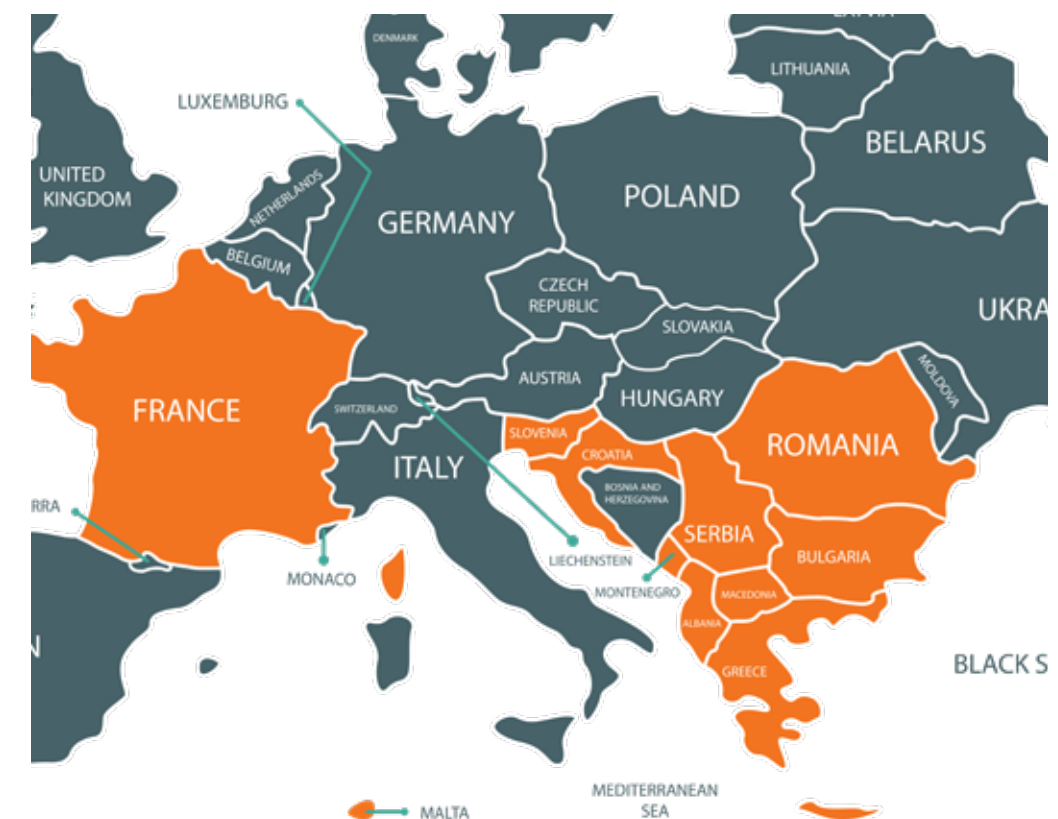 DENMARK
LITHUANIA
LUXEMBURG
BELARUS
UNITED
KINGDOM
NETHERLANDS
POLAND
GERMANY
BELGIUM
CZECH
REPUBLIC
UKRA
SLOVAKIA
AUSTRIA
MOLDOVA
HUNGARY
FRANCE
SWITZERLAND
SLOVENIA
ROMANIA
CROATIA
ITALY
BOSNIA AND
HERZEGOVINA
RRA
SERBIA
BULGARIA
LIECHENSTEIN
MONACO
MONTENEGRO
MACEDONIA
ALBANIA
N
BLACK S
GREECE
MEDITERRANEAN
SEA
MALTA